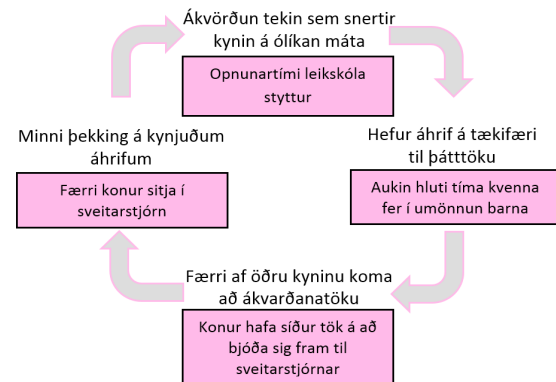 Ákvörðun tekin sem snertir
kynin á ólíkan máta
Opnunartími leikskóla
styttur
Hefur áhrif á tækifæri
til þátttöku
Aukin hluti tíma kvenna
fer í umönnun barna
Færri af öðru kyninu koma
að ákvarðanatöku
Konur hafa síður tök á að
bjóða sig fram til
sveitarstjórnar
Minni þekking á kynjuðum
áhrifum
Færri konur sitja í
sveitarstjórn